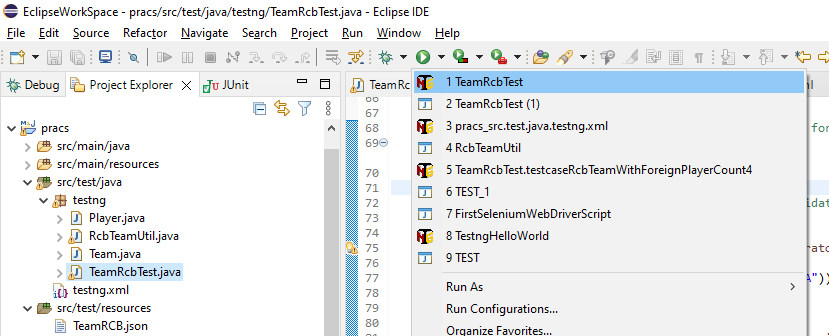 EclipseWorkSpace - pracs/src/test/java/testng/TeamRcbTest.java - Eclipse IDE
File Edit Source Refactor Navigate Search Project Run Window Help
Debug Project Explorer JUnit
pracs
src/main/java
src/main/resources
src/test/java
testng
Player.java
RcbTeamUtil.java
Team.java
TeamRcbTest.java
testng.xml
src/test/resources
TeamRCB.json
TeamRc
66
67
68
69
70
71
72
73
74
75
76
77
78
79
80
81
1 TeamRcbTest
2 TeamRcbTest (1)
3 pracs_src.test.java.testng.xml
4 RcbTeamUtil
5 TeamRcbTest.testcaseRcbTeamWithForeignPlayerCount4
6 TEST_1
7 FirstSeleniumWebDriverScript
8 TestngHelloWorld
9 TEST
Run As
Run Configurations...
Organize Favorites...
ml
for
idat
rato
A"))